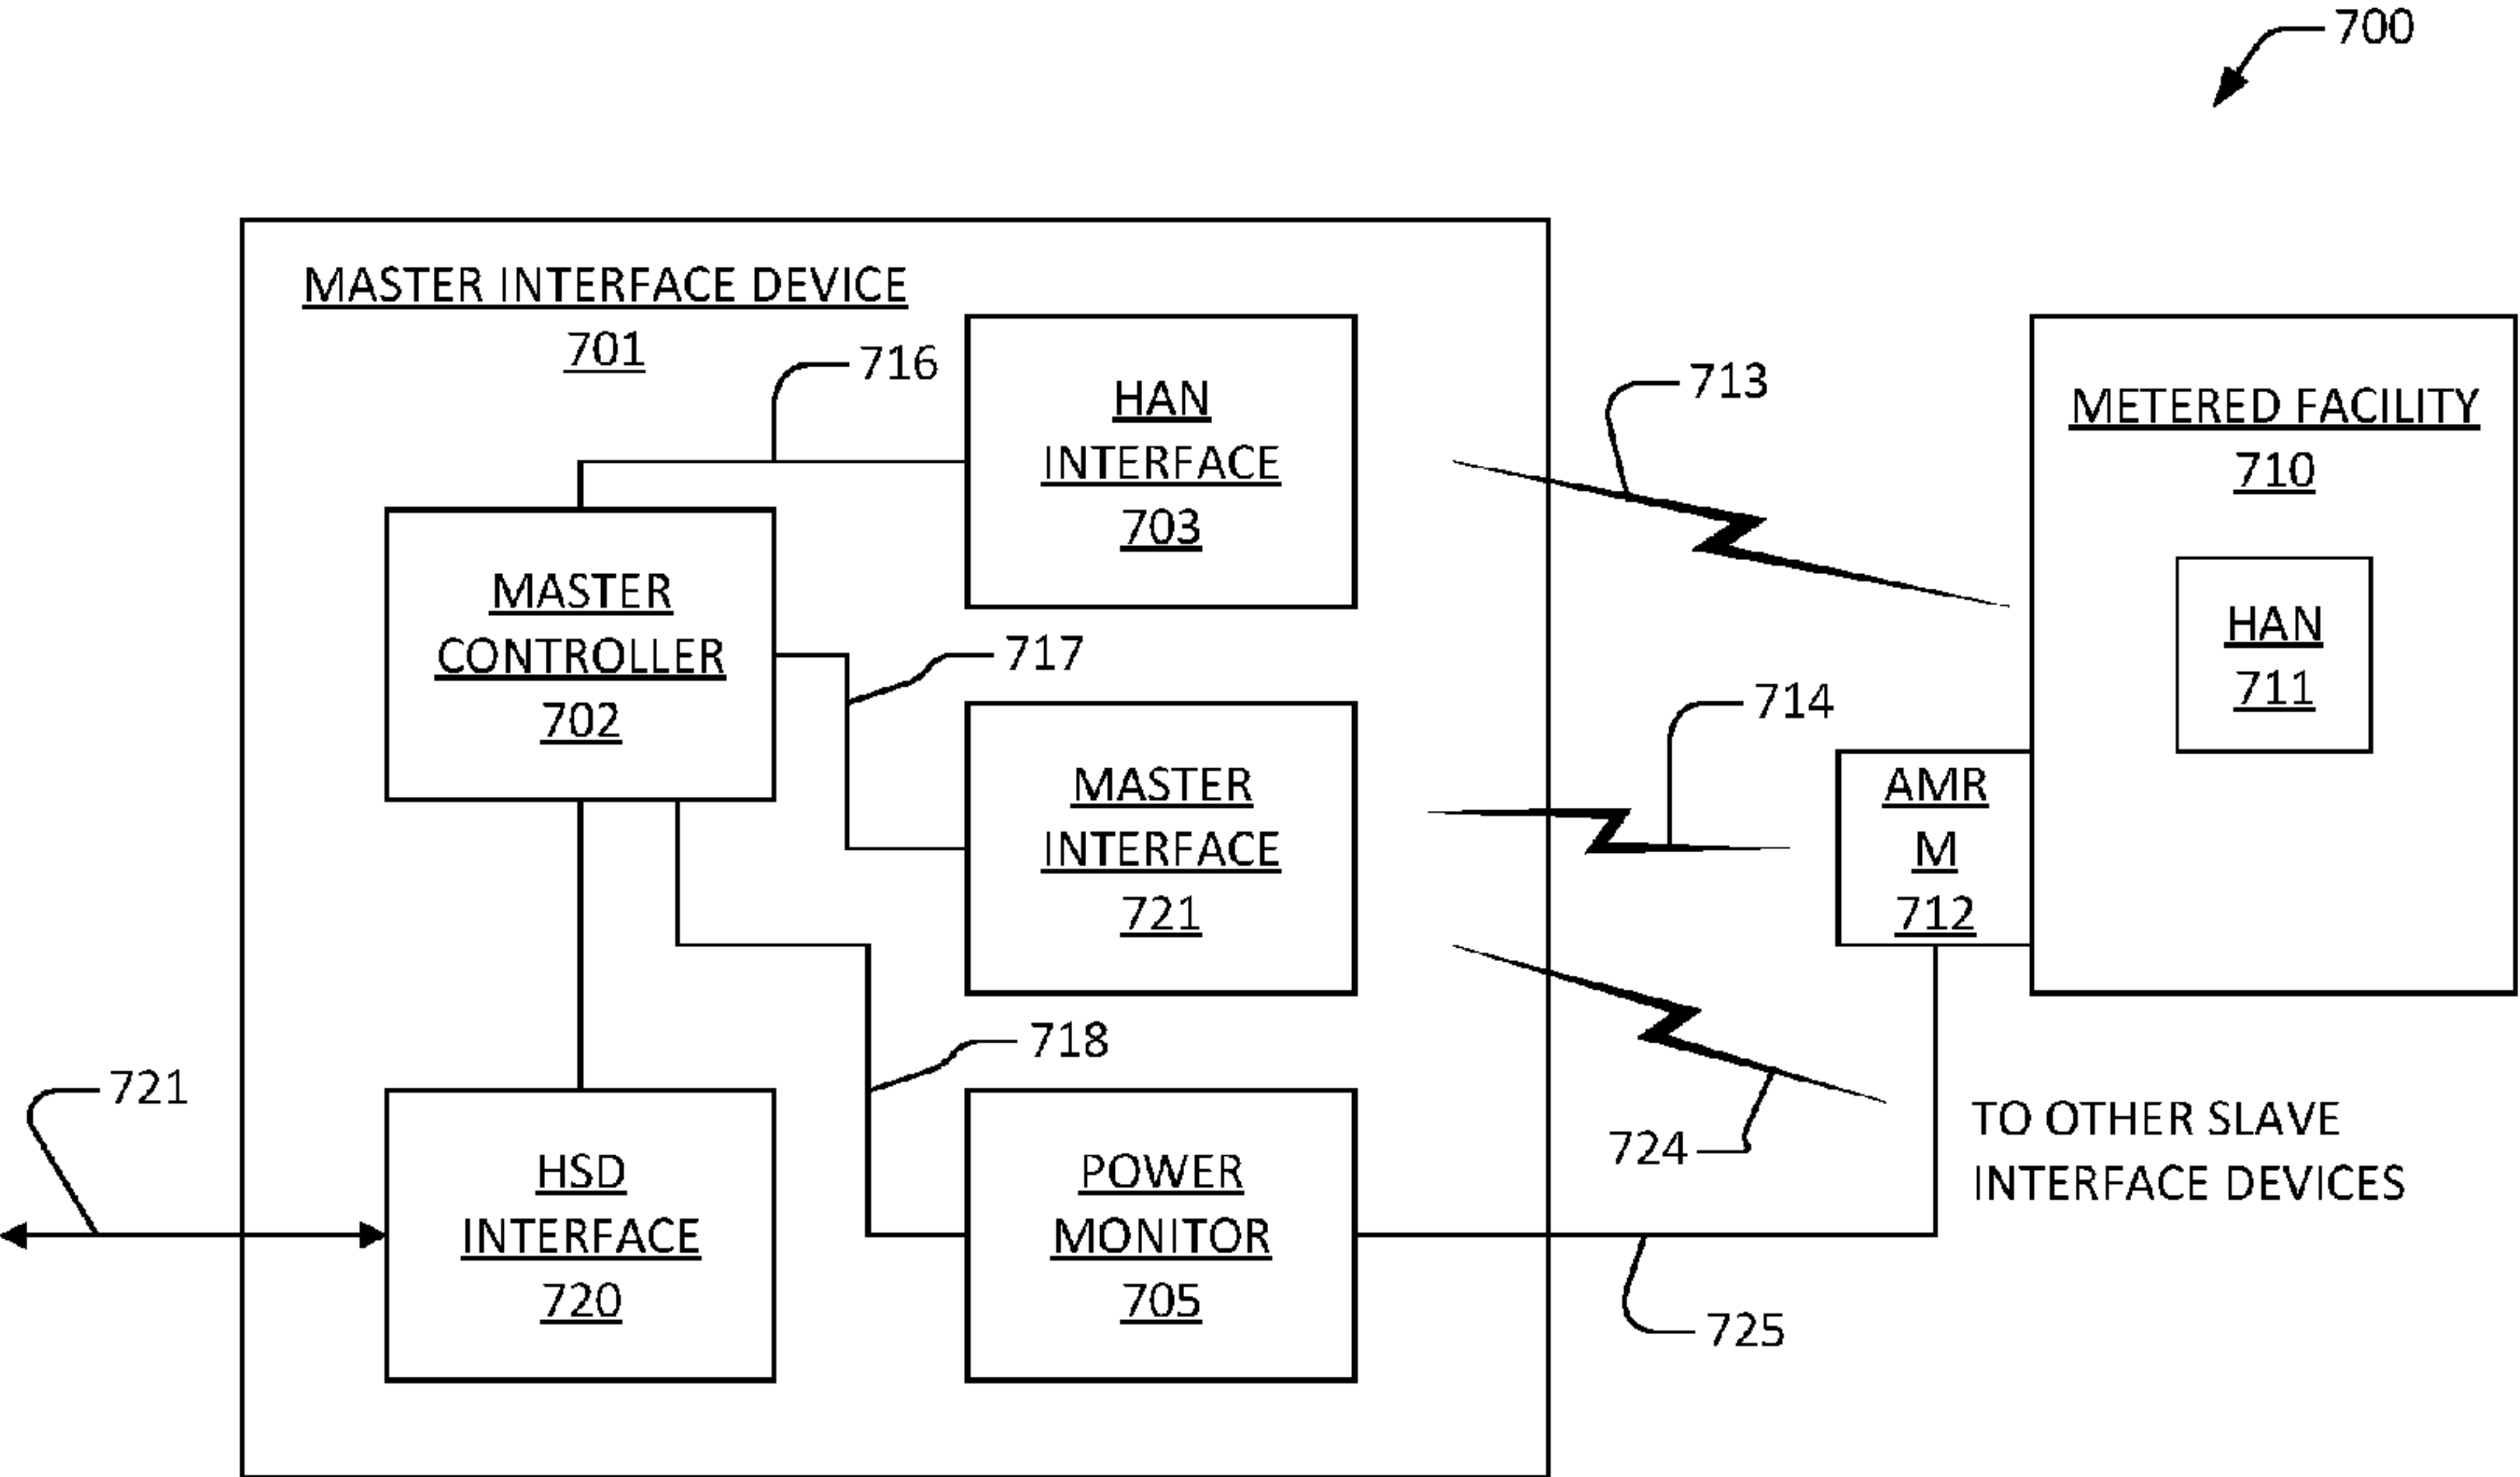 700
MASTER INTERFACE DEVICE
701
716
HAN
INTERFACE
703
713
METERED FACILITY
710
HAN
711
MASTER
CONTROLLER
702
717
714
MASTER
INTERFACE
721
AMR
M
712
718
721
HSD
INTERFACE
720
POWER
MONITOR
705
724
TO OTHER SLAVE
INTERFACE DEVICES
725